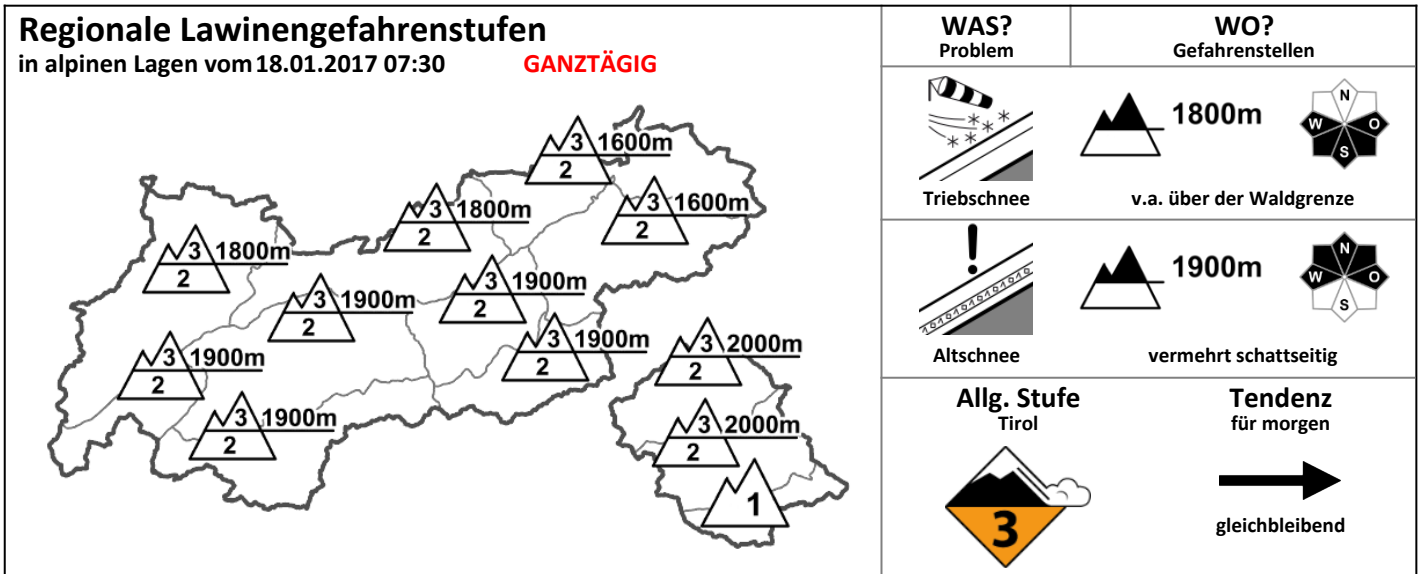 Regionale Lawinengefahrenstufen
in alpinen Lagen vom 18.01.2017 07:30 GANZTÄGIG
3 1600m
2
3 1600m
2
3 1800m
2
3 1800m
2
3 1900m
2
3 1900m
2
3 1900m
2
3 1900m
2
3 1900m
2
3 2000m
2
3 2000m
2
1
WAS?
Problem
WO?
Gefahrenstellen
1800m
N
W O
S
Triebschnee
v.a. über der Waldgrenze
!
1900m
N
W O
S
Altschnee
vermehrt schattseitig
Allg. Stufe
Tirol
3
Tendenz
für morgen
gleichbleibend